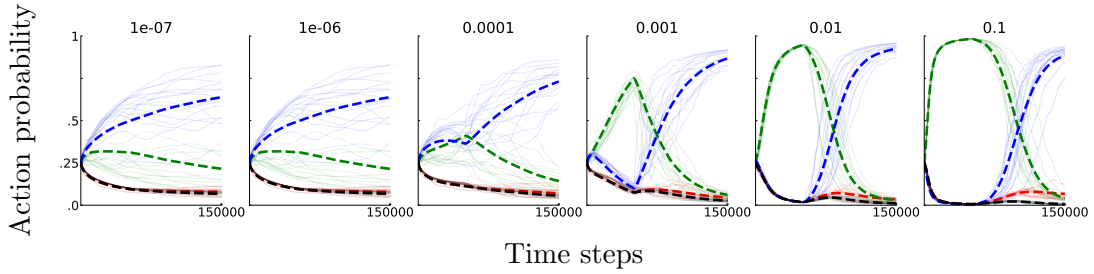 1e-07 1e-06 0.0001 0.001 0.01 0.1
Action probability
1
.5
.25
.0
150000 150000 150000 150000 150000 150000
Time steps